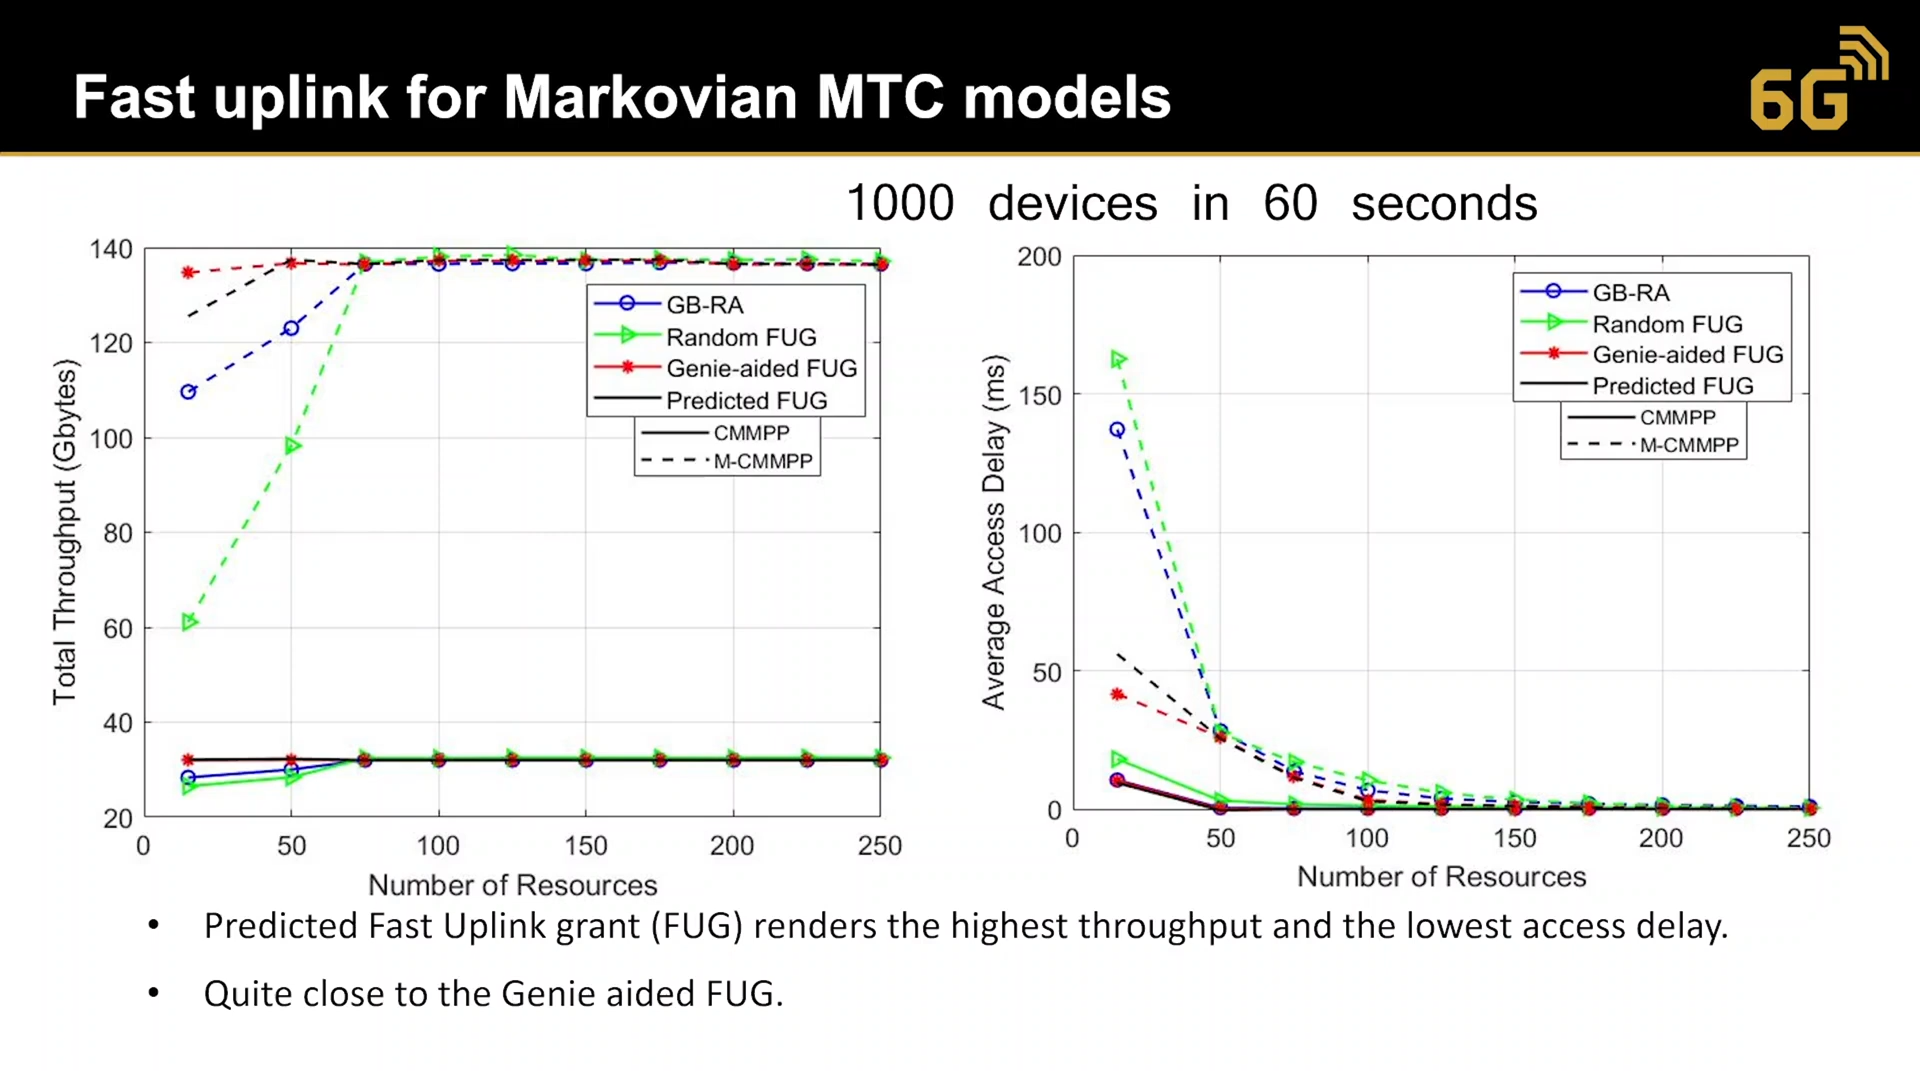 Fast uplink for Markovian MTC models
6G
1000 devices in 60 seconds
140
120
100
80
60
40
20
0
50
100
150
200
250
Total Throughput (Gbytes)
Number of Resources
GB-RA
Random FUG
Genie-aided FUG
Predicted FUG
CMMPP
M-CMMPP
200
150
100
50
0
0
50
100
150
200
250
Average Access Delay (ms)
Number of Resources
GB-RA
Random FUG
Genie-aided FUG
Predicted FUG
CMMPP
M-CMMPP
• Predicted Fast Uplink grant (FUG) renders the highest throughput and the lowest access delay.
• Quite close to the Genie aided FUG.